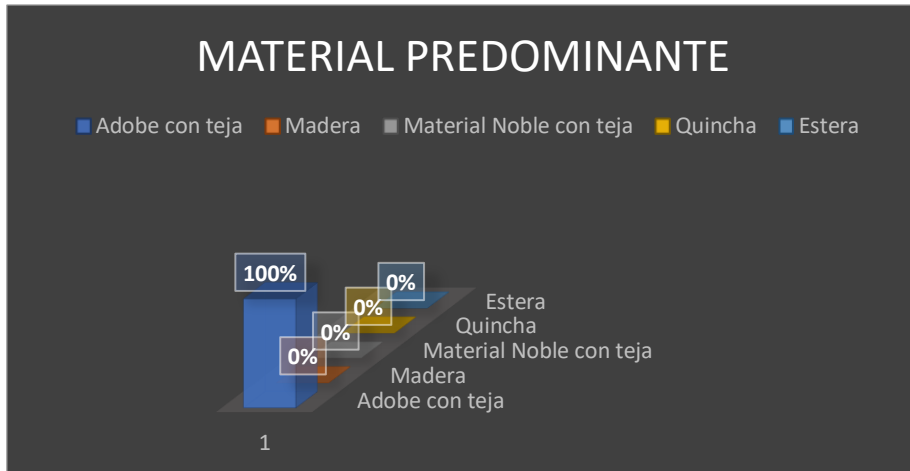 MATERIAL PREDOMINANTE
Adobe con teja Madera Material Noble con teja Quincha Estera
100%
0%
0%
0%
0%
Estera
Quincha
Material Noble con teja
Madera
Adobe con teja
1